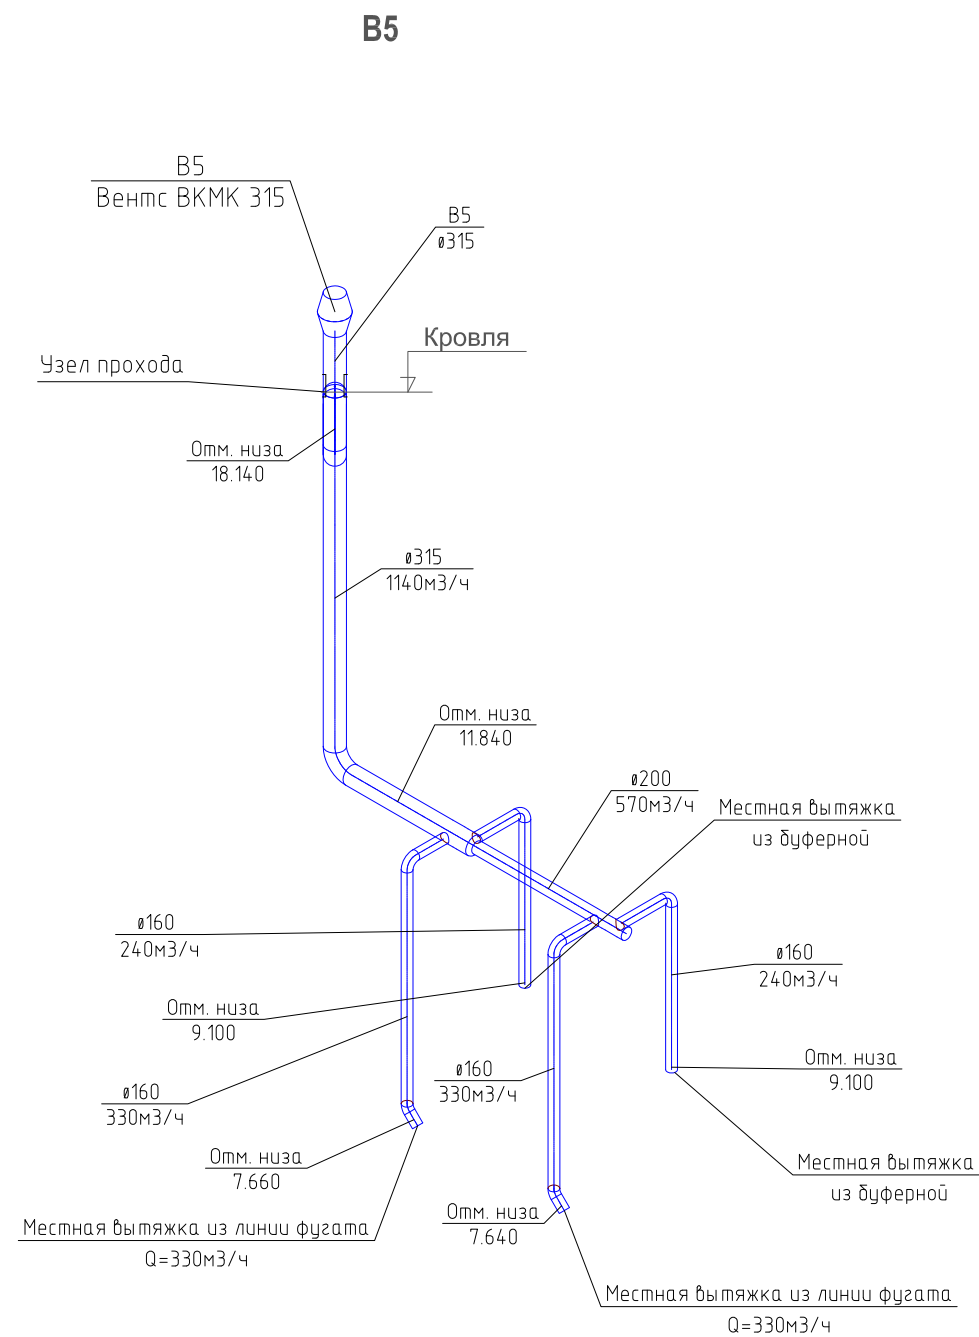 В5
В5
Вентс ВКМК 315
В5
ø315
Кровля
Узел прохода
Отм. низа
18.140
ø315
1140м3/ч
Отм. низа
11.840
ø200
570м3/ч
Местная вытяжка
из буферной
ø160
240м3/ч
ø160
240м3/ч
Отм. низа
9.100
Отм. низа
9.100
ø160
330м3/ч
ø160
330м3/ч
Отм. низа
7.660
Местная вытяжка
из буферной
Отм. низа
7.640
Местная вытяжка из линии фугата
Q=330м3/ч
Местная вытяжка из линии фугата
Q=330м3/ч